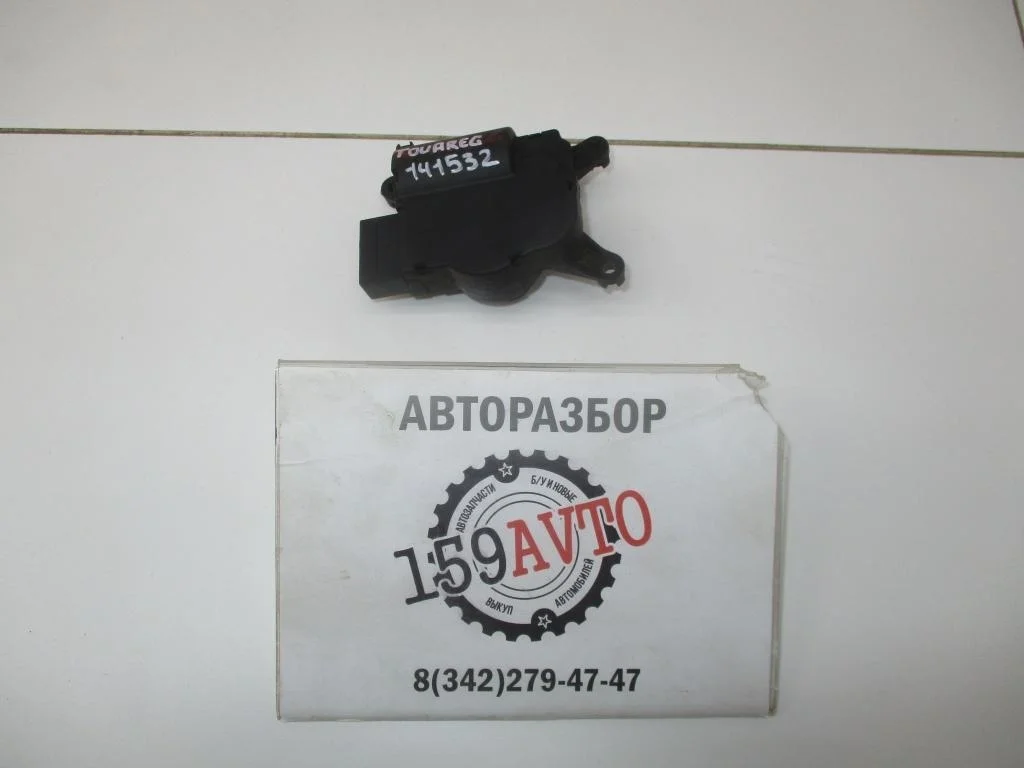 TOUAREG
141532
АВТОРАЗБОР
АВТОЗАПЧАСТИ
Б/У И НОВЫЕ
159AVTO
ВЫКУП
АВТОМОБИЛЕЙ
8(342)279-47-47